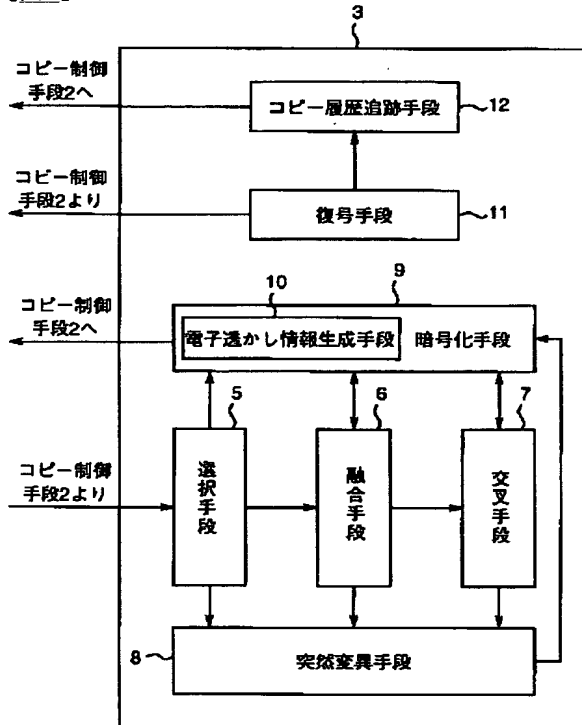 3
コピー制御
手段2へ
コピー履歴追跡手段
12
コピー制御
手段2より
復号手段
11
コピー制御
手段2へ
10
9
電子透かし情報生成手段
暗号化手段
5
6
7
コピー制御
手段2より
選択手段
融合手段
交叉手段
8
突然変異手段